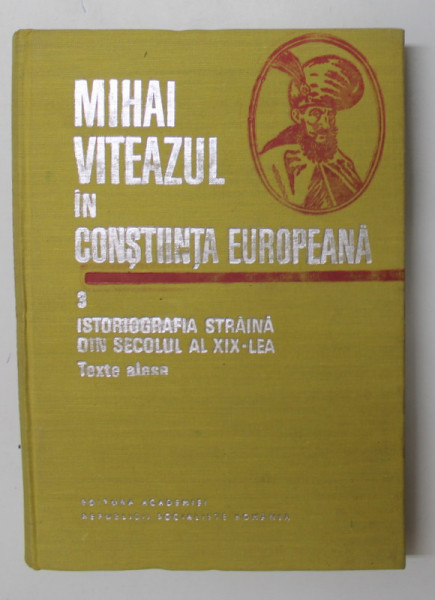 MIHAI
VITEAZUL
ÎN
CONȘTIINȚA EUROPEANĂ
3
ISTORIOGRAFIA STRĂINĂ
DIN SECOLUL AL XIX-LEA
Texte alese
EDITURA ACADEMIEI
REPUBLICII SOCIALISTE ROMÂNIA